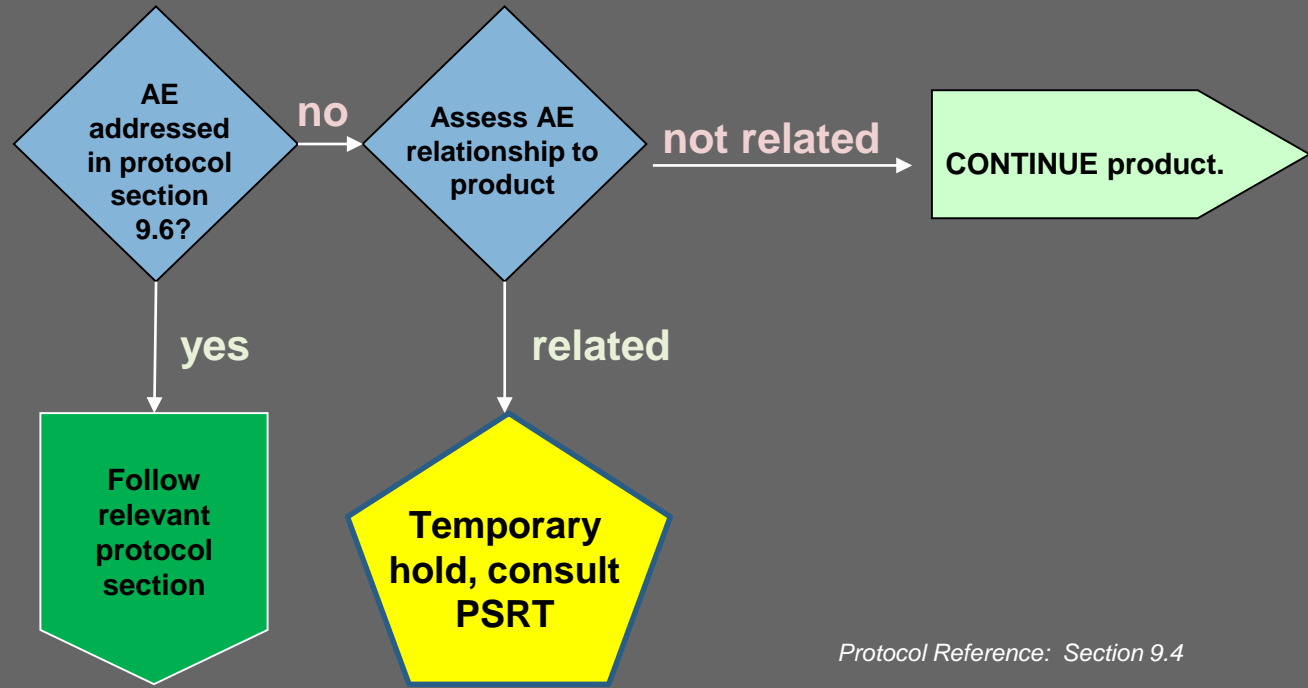 AE
addressed
in protocol
section
9.6?
no
Assess AE
relationship to
product
not related
CONTINUE product.
yes
related
Follow
relevant
protocol
section
Temporary
hold, consult
PSRT
Protocol Reference: Section 9.4